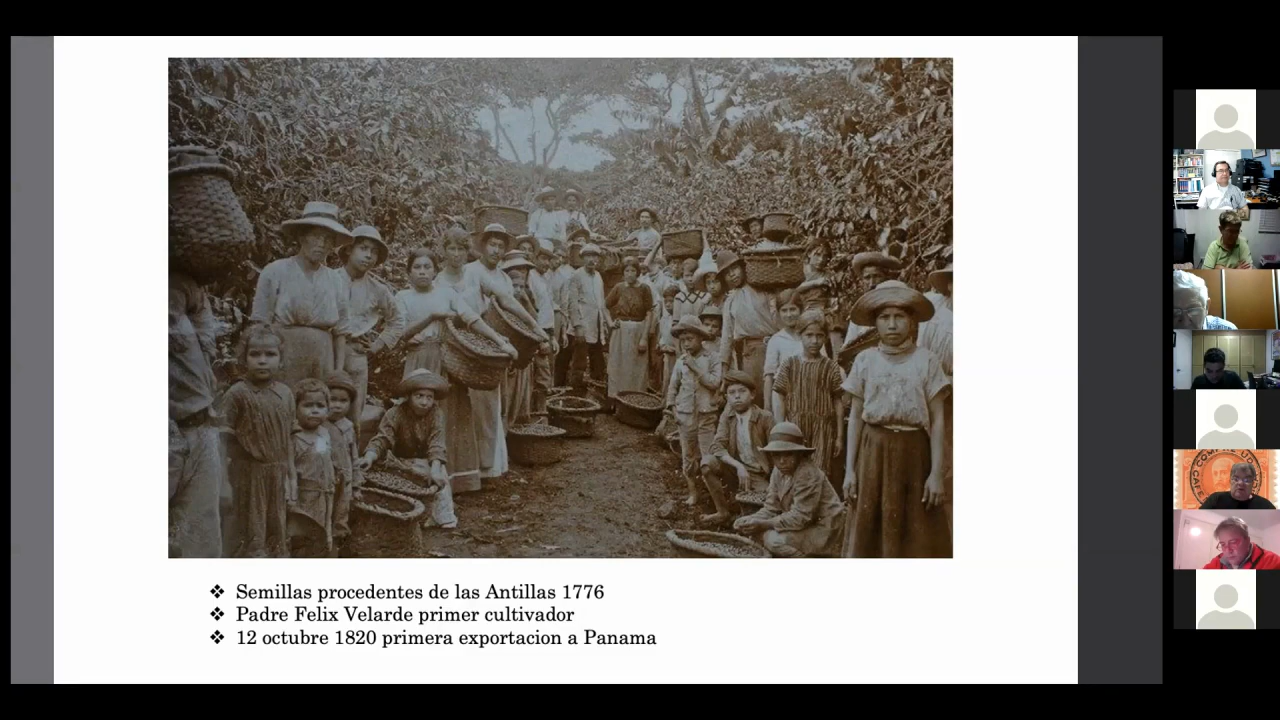 ❖ Semillas procedentes de las Antillas 1776
❖ Padre Felix Velarde primer cultivador
❖ 12 octubre 1820 primera exportacion a Panama